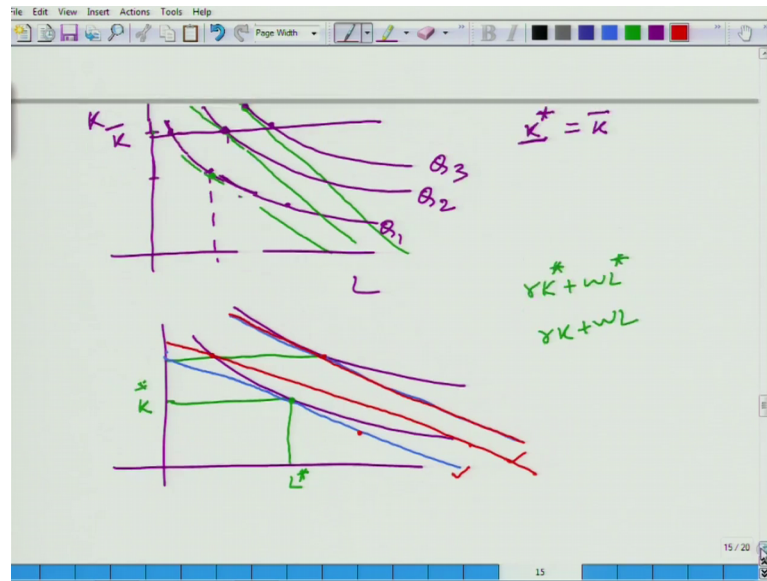 File Edit View Insert Actions Tools Help
Page Width
B I
K
K̅
K* = K̅
Q3
Q2
Q1
L
rK* + wL*
rK + wL
K*
L*
15 / 20
15